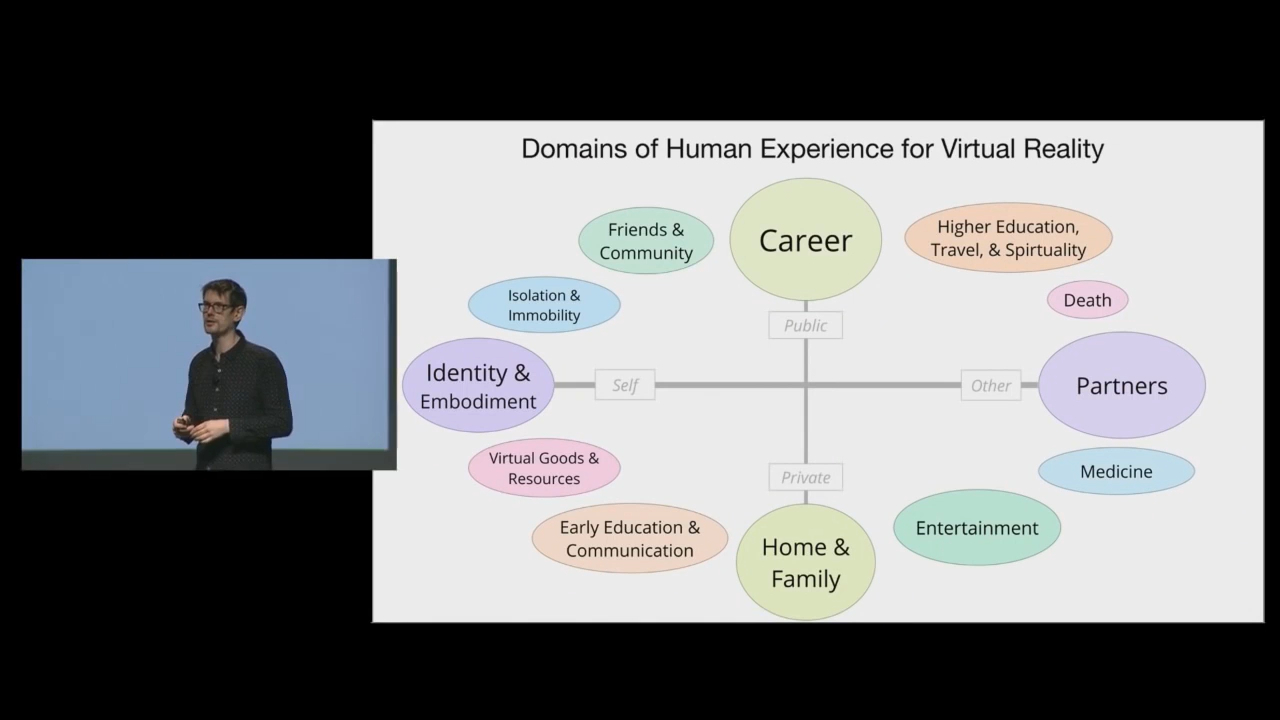 Domains of Human Experience for Virtual Reality
Friends &
Community
Career
Higher Education,
Travel, & Spirtuality
Isolation &
Immobility
Death
Public
Identity &
Embodiment
Self
Other
Partners
Virtual Goods &
Resources
Private
Medicine
Early Education &
Communication
Home &
Family
Entertainment